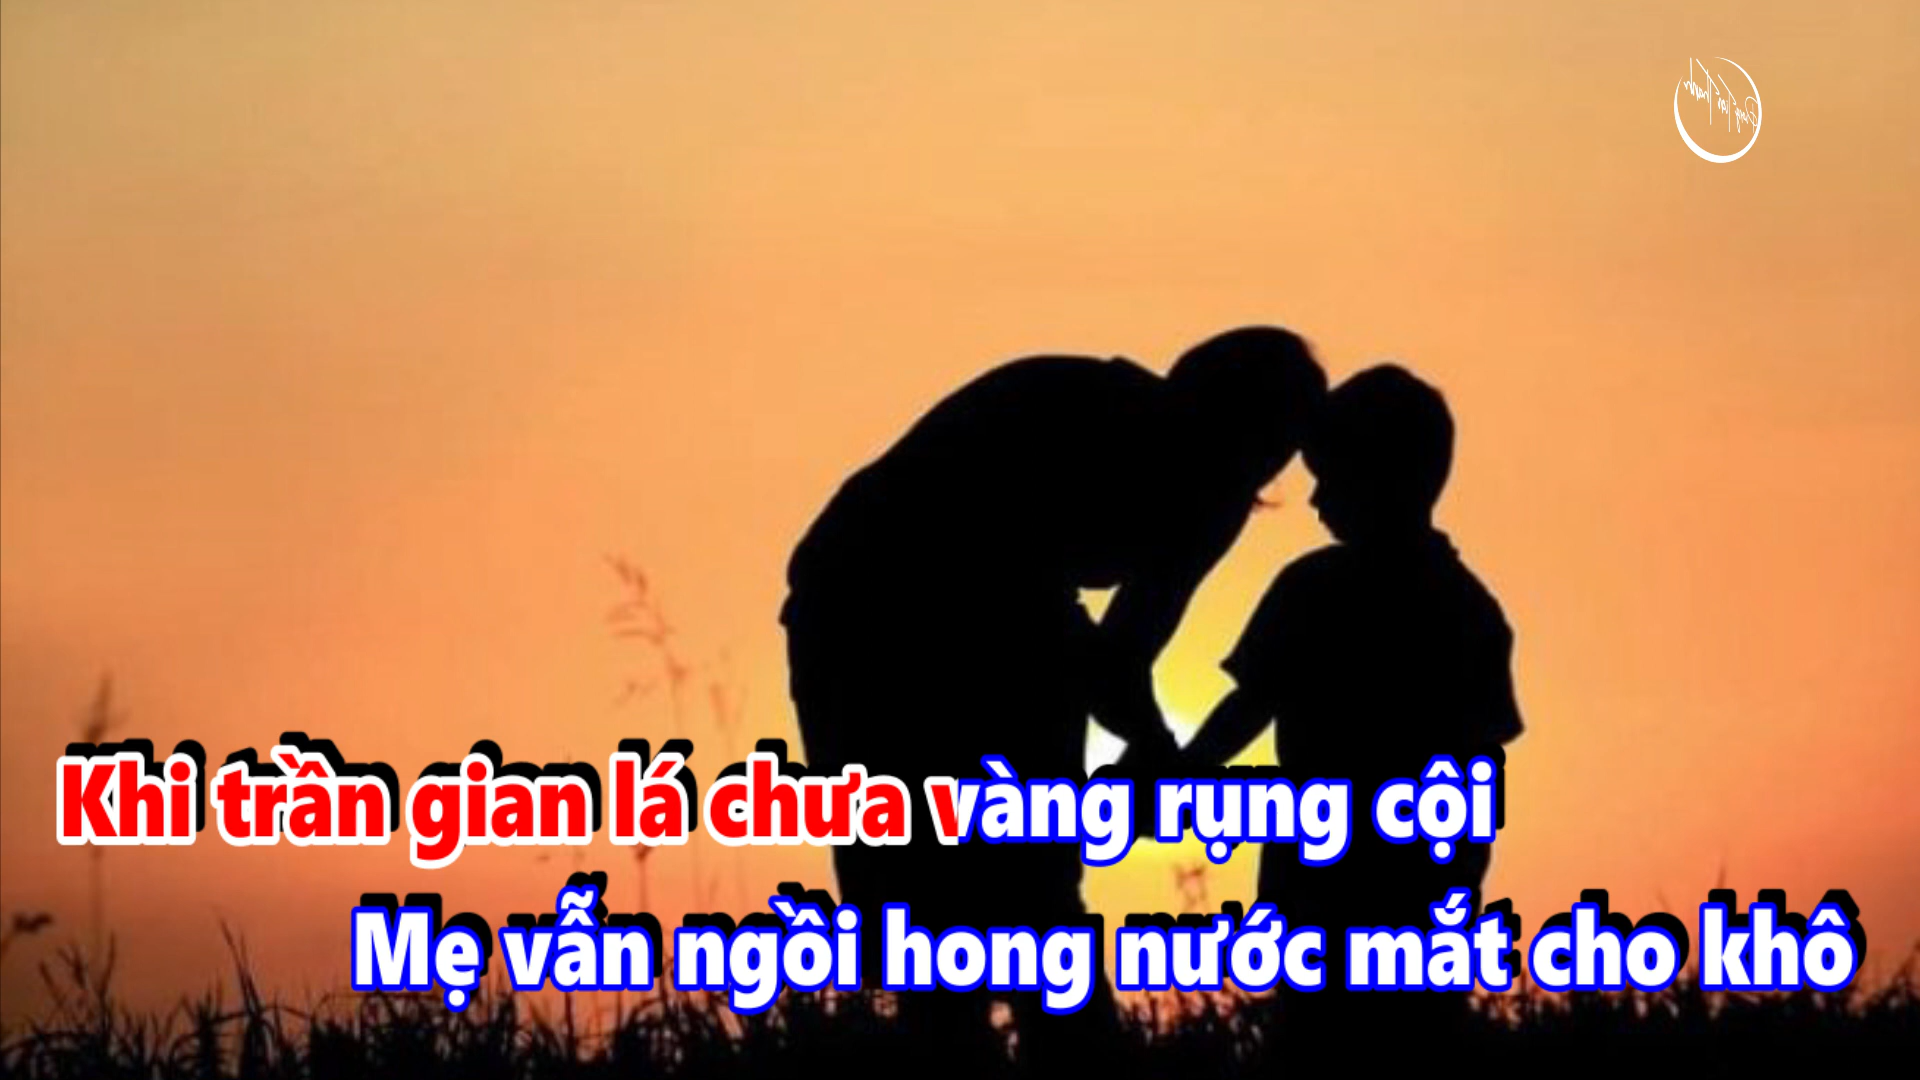 Khi trần gian lá chưa vàng rụng cội
Mẹ vẫn ngồi hong nước mắt cho khô